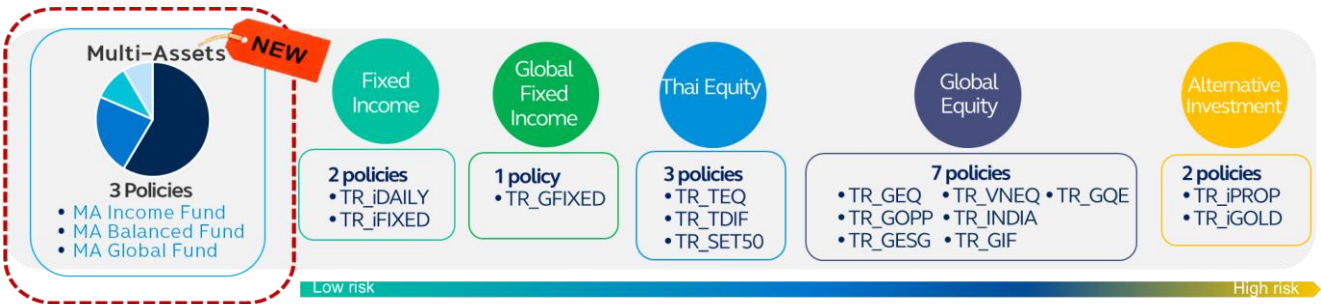 Multi-Assets
NEW
3 Policies
• MA Income Fund
• MA Balanced Fund
• MA Global Fund
Fixed
Income
2 policies
• TR_iDAILY
• TR_iFIXED
Global
Fixed
Income
1 policy
• TR_GFIXED
Thai Equity
3 policies
• TR_TEQ
• TR_TDIF
• TR_SET50
Global
Equity
7 policies
• TR_GEQ • TR_VNEQ • TR_GQE
• TR_GOPP • TR_INDIA
• TR_GESG • TR_GIF
Alternative
Investment
2 policies
• TR_iPROP
• TR_iGOLD
Low risk
High risk